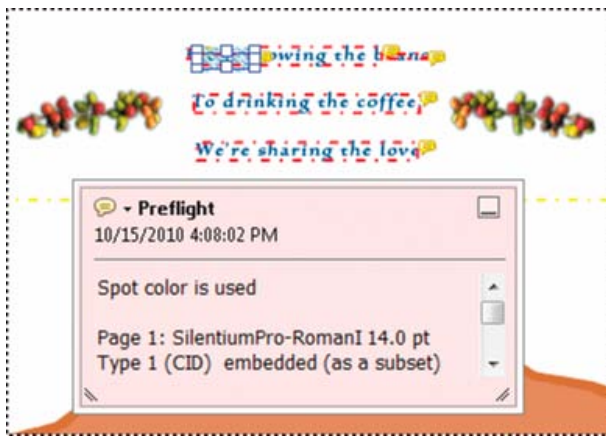 owing the
To drinking the coffee,
We're sharing the love
Preflight
10/15/2010 4:08:02 PM
Spot color is used
Page 1: SilentiumPro-RomanI 14.0 pt
Type 1 (CID) embedded (as a subset)